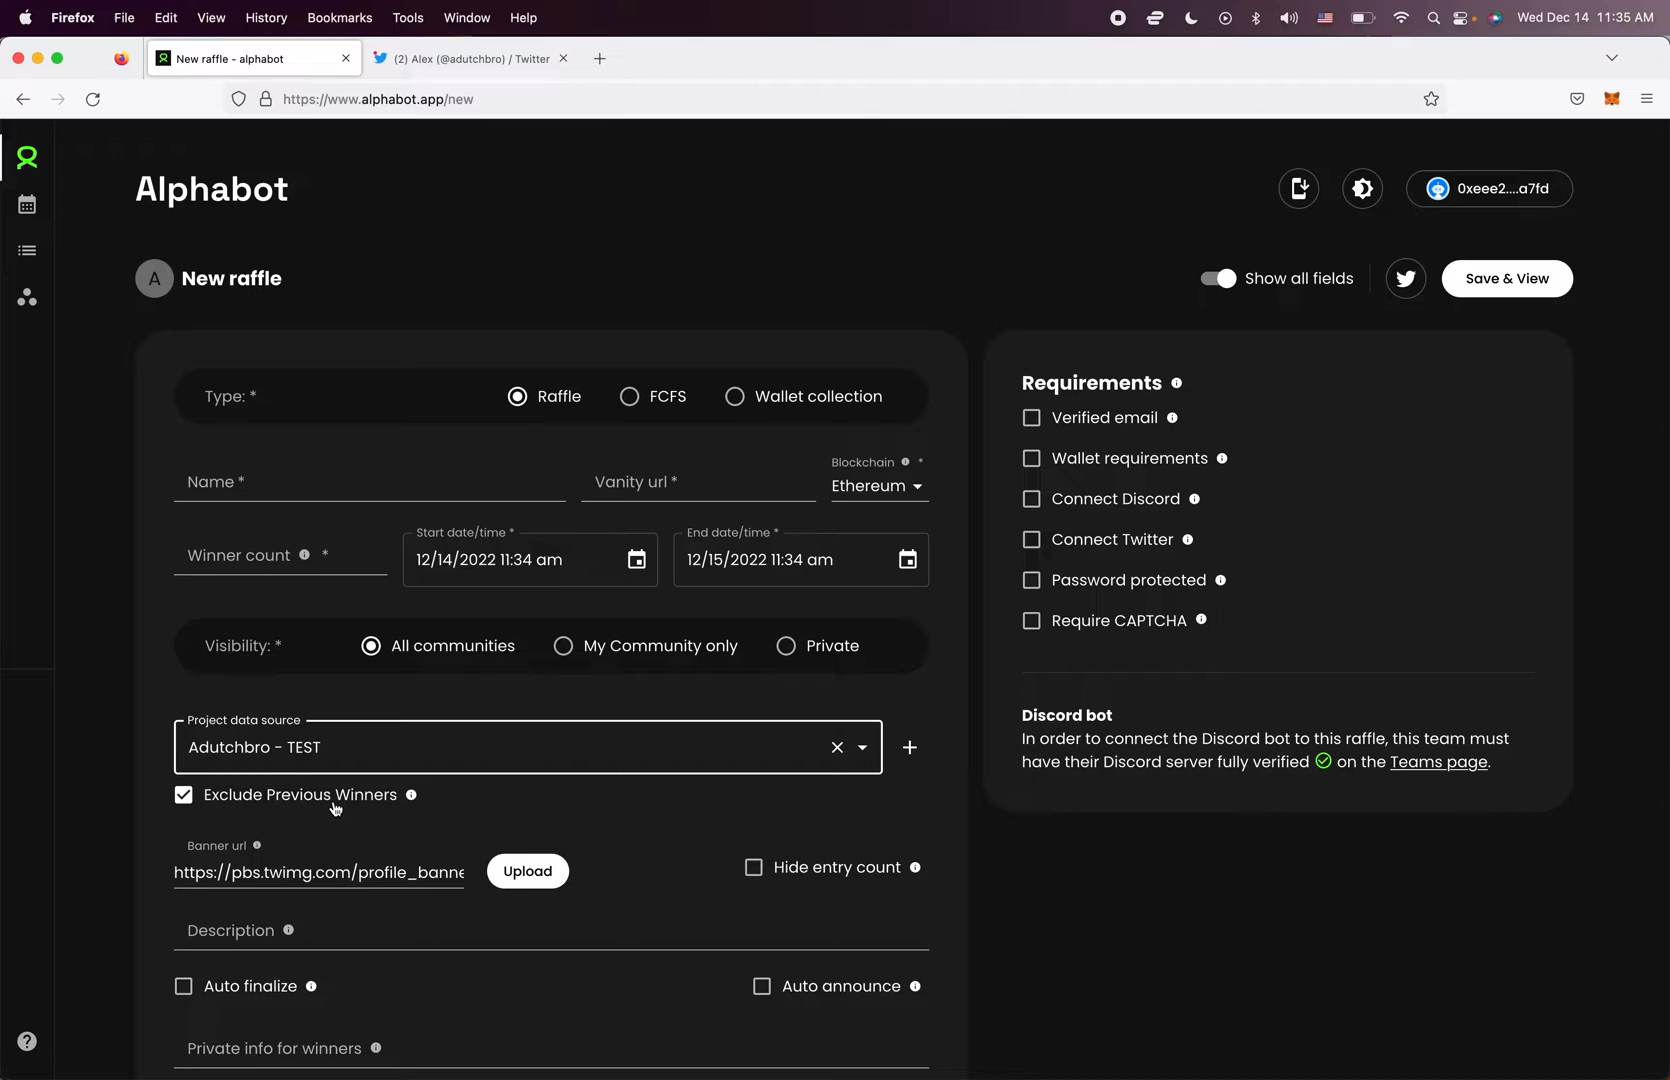 Firefox File Edit View History Bookmarks Tools Window Help Wed Dec 14 11:35 AM
New raffle - alphabot (2) Alex (@adutchbro) / Twitter
https://www.alphabot.app/new
Alphabot
0xeee2....a7fd
A New raffle
Show all fields
Save & View
Type: * Raffle FCFS Wallet collection
Name *
Vanity url *
Blockchain *
Ethereum
Winner count *
Start date/time *
12/14/2022 11:34 am
End date/time *
12/15/2022 11:34 am
Visibility: * All communities My Community only Private
Project data source
Adutchbro - TEST
Exclude Previous Winners
Banner url
https://pbs.twimg.com/profile_banne
Upload
Hide entry count
Description
Auto finalize
Auto announce
Private info for winners
Requirements
Verified email
Wallet requirements
Connect Discord
Connect Twitter
Password protected
Require CAPTCHA
Discord bot
In order to connect the Discord bot to this raffle, this team must
have their Discord server fully verified on the Teams page.